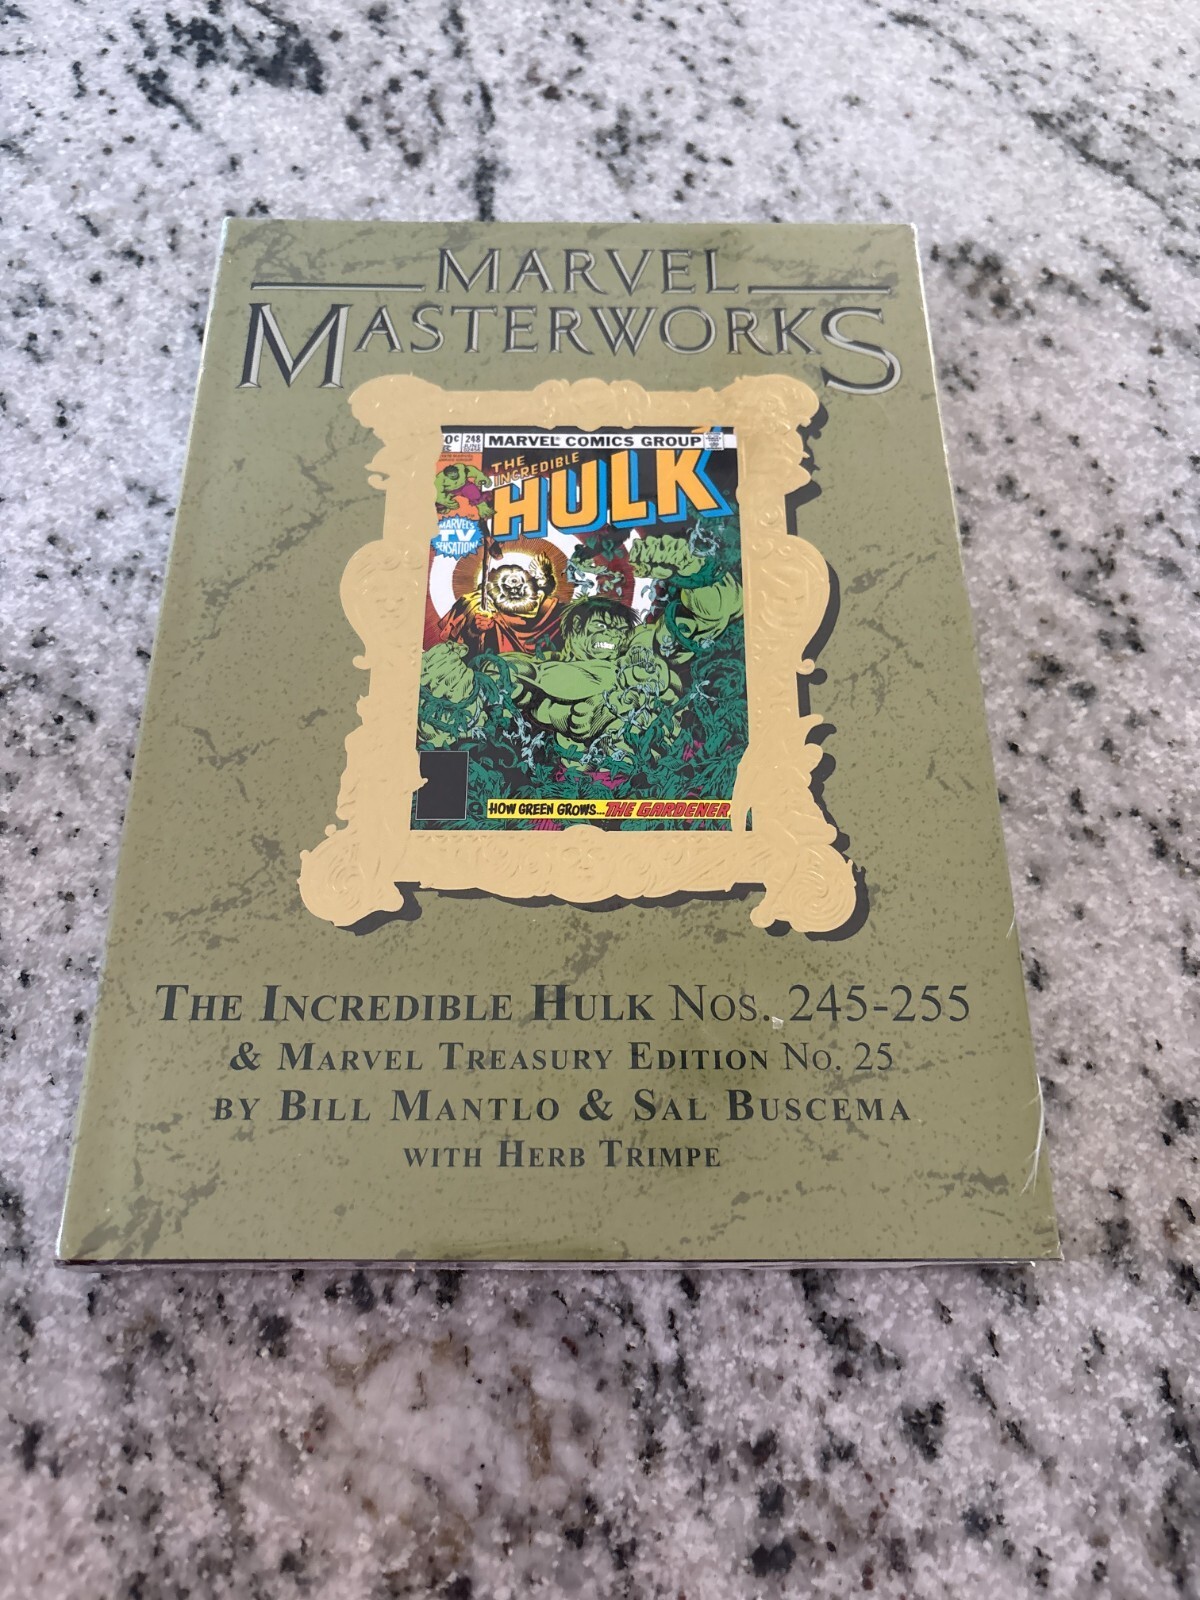 MARVEL
MASTERWORKS
248
MARVEL COMICS GROUP
THE
INCREDIBLE
HULK
MARVEL'S
TV
SENSATION!
HOW GREEN GROWS... THE GARDENER
THE INCREDIBLE HULK NOS. 245-255
& MARVEL TREASURY EDITION NO. 25
BY BILL MANTLO & SAL BUSCEMA
WITH HERB TRIMPE